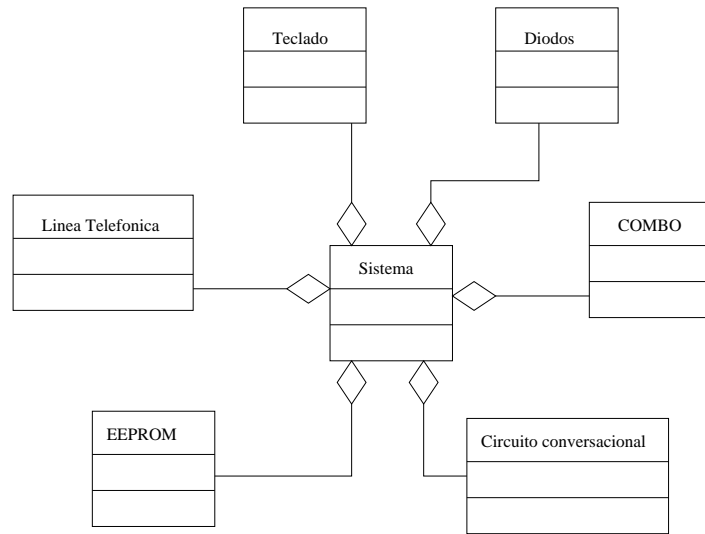 Teclado
Diodos
Linea Telefonica
COMBO
Sistema
EEPROM
Circuito conversacional